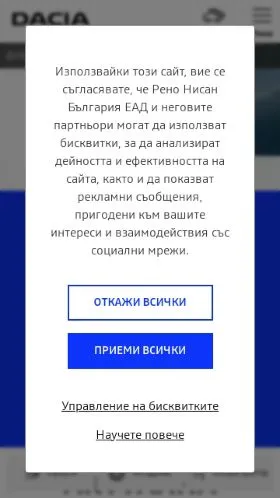 DACIA
Използвайки този сайт, вие се
съгласявате, че Рено Нисан
България ЕАД и неговите
партньори могат да използват
бисквитки, за да анализират
дейността и ефективността на
сайта, както и да показват
рекламни съобщения,
пригодени към вашите
интереси и взаимодействия със
социални мрежи.
ОТКАЖИ ВСИЧКИ
ПРИЕМИ ВСИЧКИ
Управление на бисквитките
Научете повече